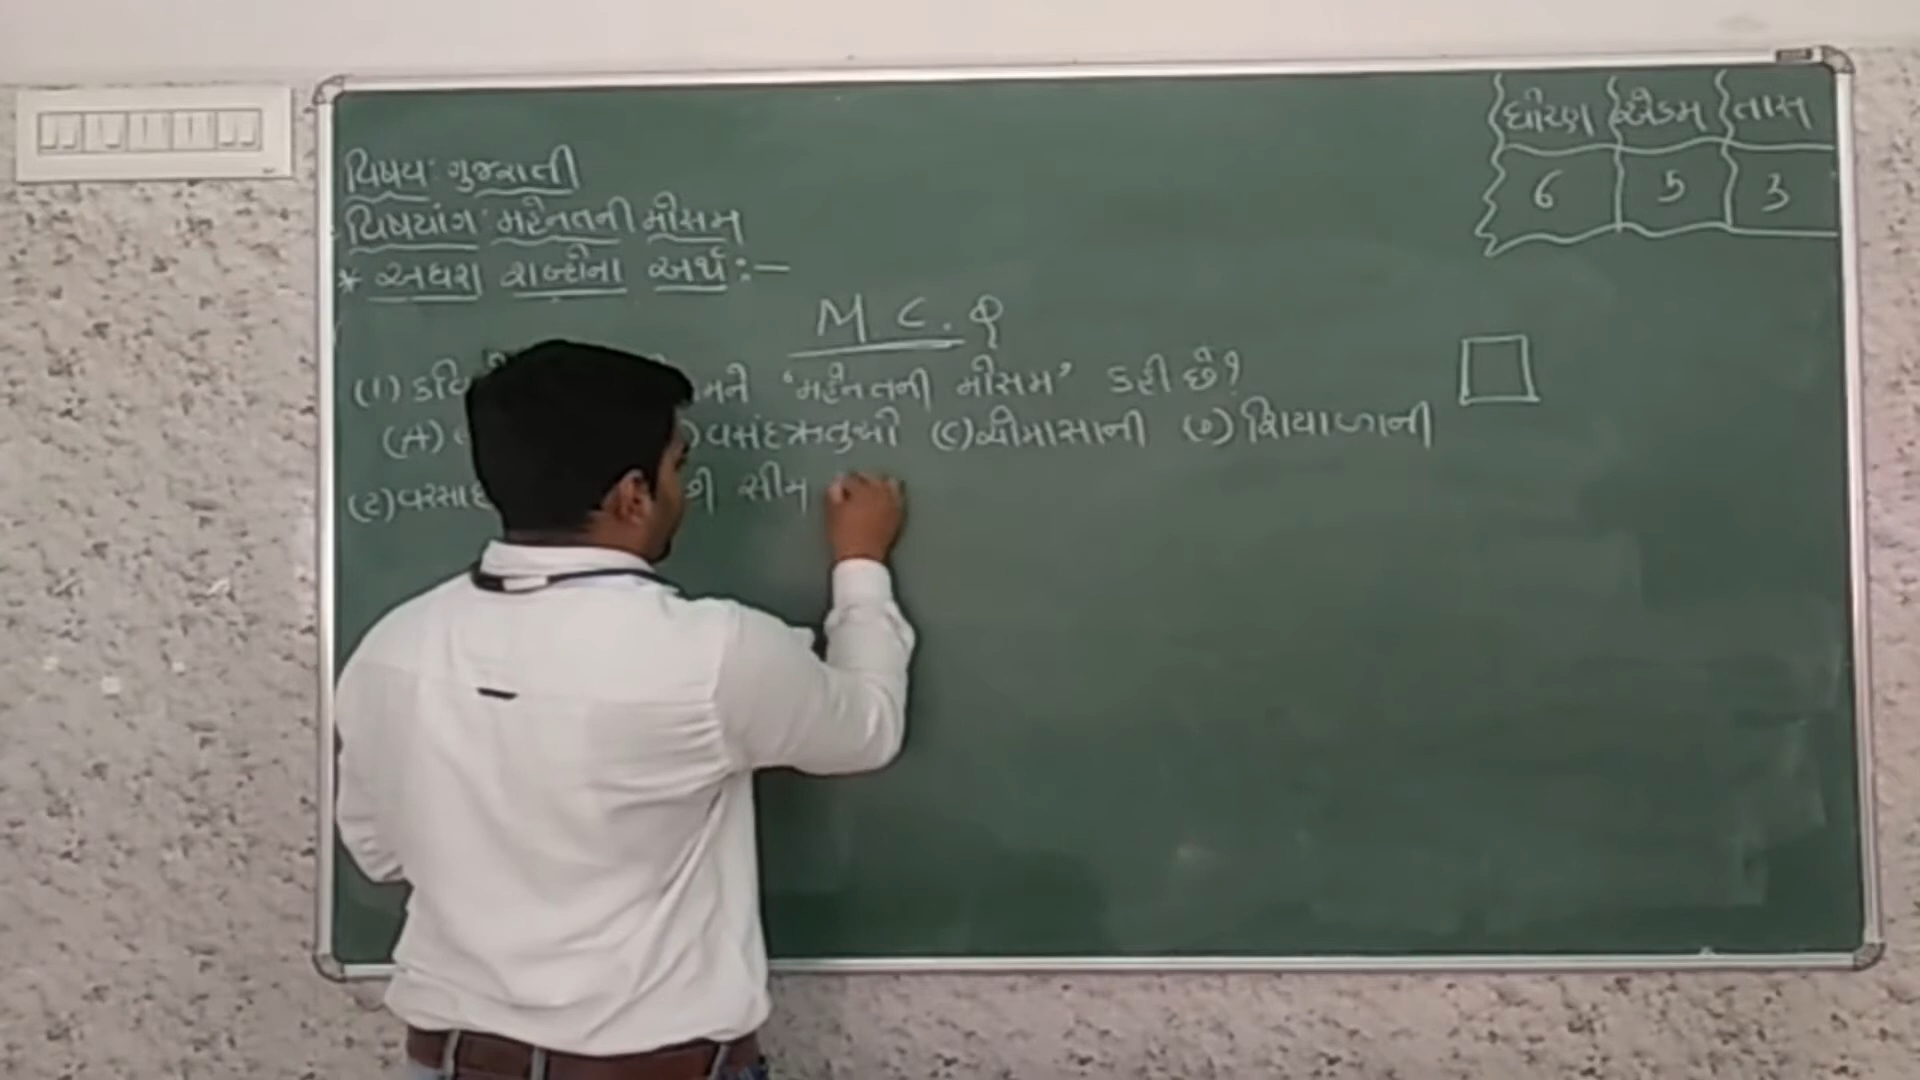 ધોરણ એકમ તાસ
6 5 3
વિષય: ગુજરાતી
વિષયાંગ: મહેનતની મૌસમ
* અઘરા શબ્દોના અર્થ :-
M C. Q
(1) કવિ મને 'મહેનતની મૌસમ' કહી છે?
(A) વસંતઋતુની (C) ચોમાસાની (D) શિયાળાની
(2) વરસાદ સીમ